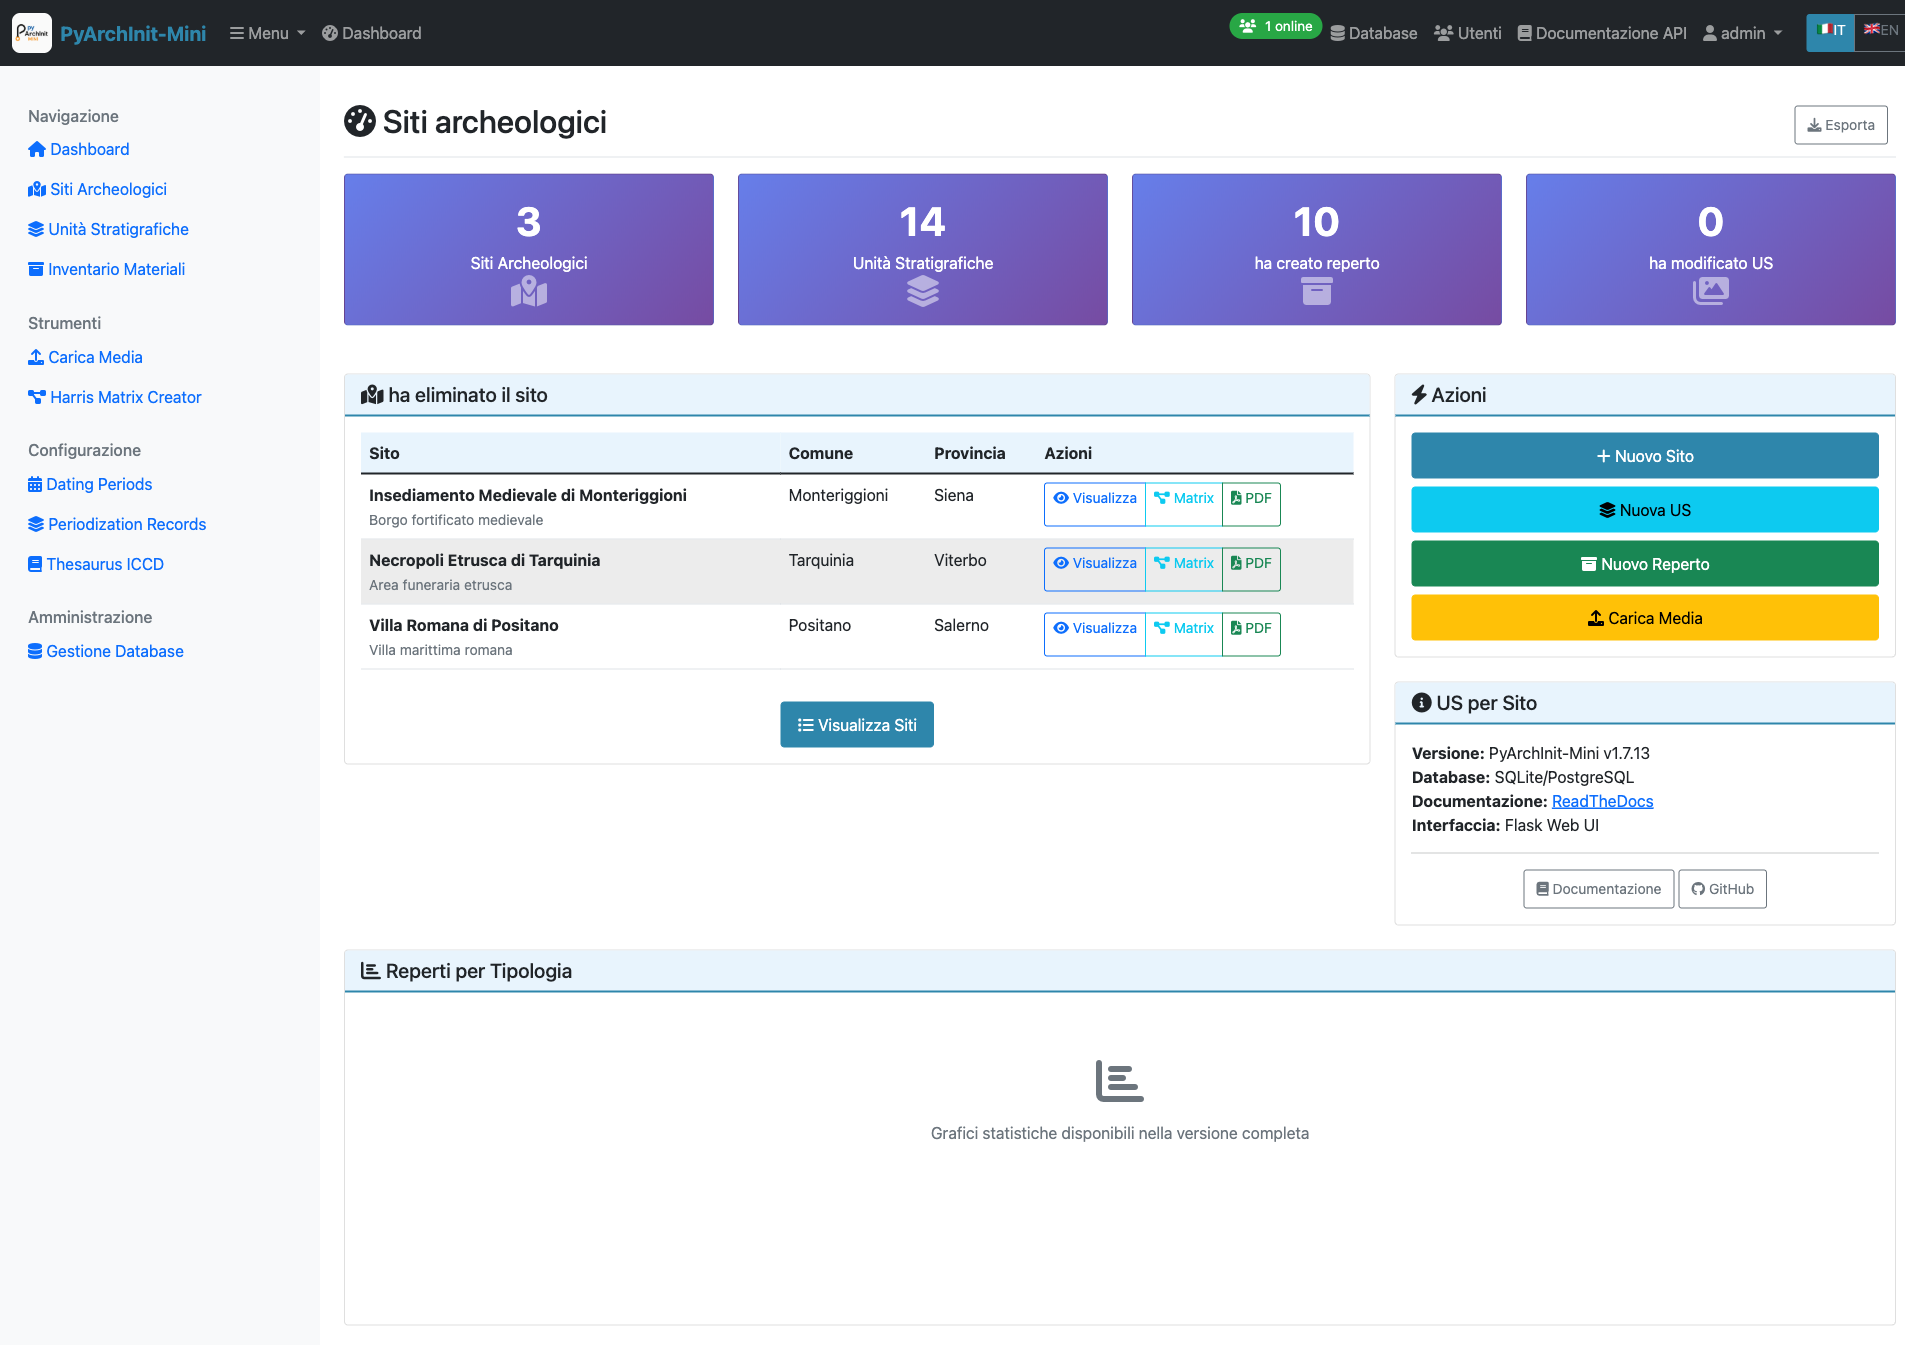 PyArchInit-Mini
Menu
Dashboard
1 online
Database
Utenti
Documentazione API
admin
IT
EN
Navigazione
Dashboard
Siti Archeologici
Unità Stratigrafiche
Inventario Materiali
Strumenti
Carica Media
Harris Matrix Creator
Configurazione
Dating Periods
Periodization Records
Thesaurus ICCD
Amministrazione
Gestione Database
Siti archeologici
Esporta
3
Siti Archeologici
14
Unità Stratigrafiche
10
ha creato reperto
0
ha modificato US
ha eliminato il sito
Sito Comune Provincia Azioni
Insediamento Medievale di Monteriggioni Monteriggioni Siena Visualizza Matrix PDF
Borgo fortificato medievale
Necropoli Etrusca di Tarquinia Tarquinia Viterbo Visualizza Matrix PDF
Area funeraria etrusca
Villa Romana di Positano Positano Salerno Visualizza Matrix PDF
Villa marittima romana
Visualizza Siti
Azioni
Nuovo Sito
Nuova US
Nuovo Reperto
Carica Media
US per Sito
Versione: PyArchInit-Mini v1.7.13
Database: SQLite/PostgreSQL
Documentazione: ReadTheDocs
Interfaccia: Flask Web UI
Documentazione
GitHub
Reperti per Tipologia
Grafici statistiche disponibili nella versione completa